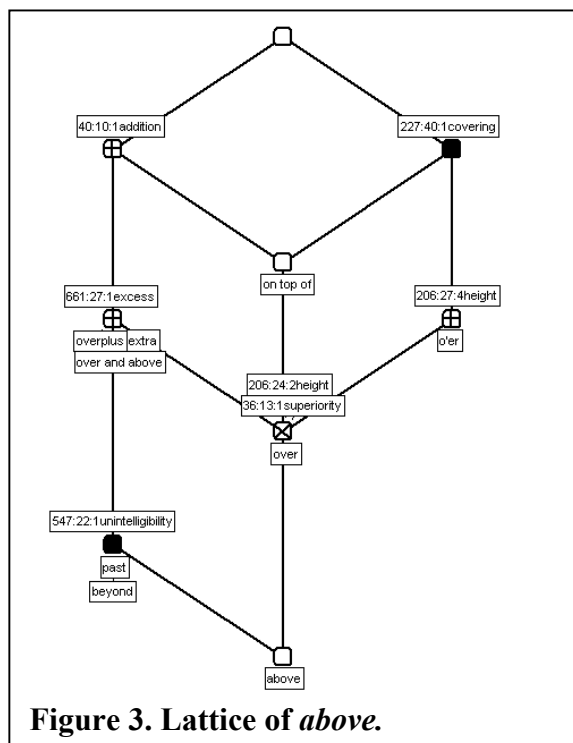 40:10:1addition
227:40:1covering
on top of
661:27:1excess
206:27:4height
overplus extra
o'er
over and above
206:24:2height
36:13:1superiority
over
547:22:1unintelligibility
past
beyond
above
Figure 3. Lattice of above.